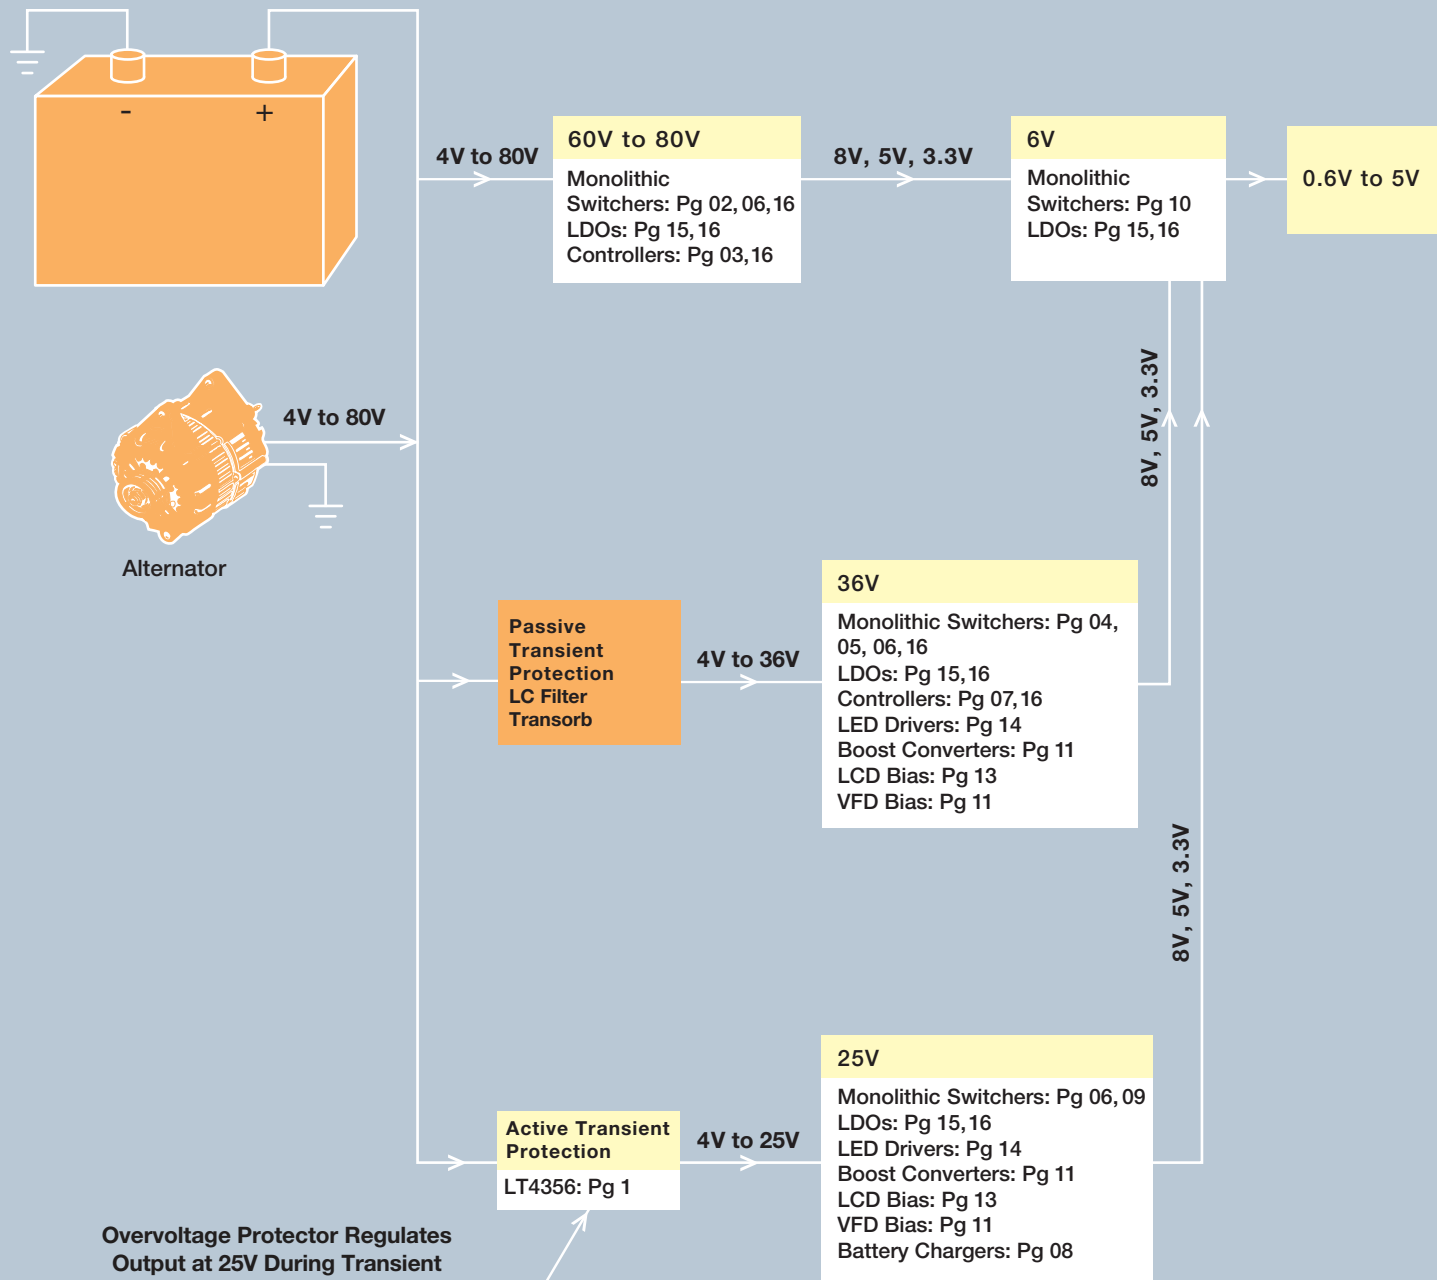 -
+
4V to 80V
60V to 80V
Monolithic
Switchers: Pg 02, 06, 16
LDOs: Pg 15, 16
Controllers: Pg 03, 16
8V, 5V, 3.3V
6V
Monolithic
Switchers: Pg 10
LDOs: Pg 15, 16
0.6V to 5V
4V to 80V
Alternator
8V, 5V, 3.3V
Passive
Transient
Protection
LC Filter
Transorb
4V to 36V
36V
Monolithic Switchers: Pg 04,
05, 06, 16
LDOs: Pg 15, 16
Controllers: Pg 07, 16
LED Drivers: Pg 14
Boost Converters: Pg 11
LCD Bias: Pg 13
VFD Bias: Pg 11
8V, 5V, 3.3V
Active Transient
Protection
LT4356: Pg 1
4V to 25V
25V
Monolithic Switchers: Pg 06, 09
LDOs: Pg 15, 16
LED Drivers: Pg 14
Boost Converters: Pg 11
LCD Bias: Pg 13
VFD Bias: Pg 11
Battery Chargers: Pg 08
Overvoltage Protector Regulates
Output at 25V During Transient